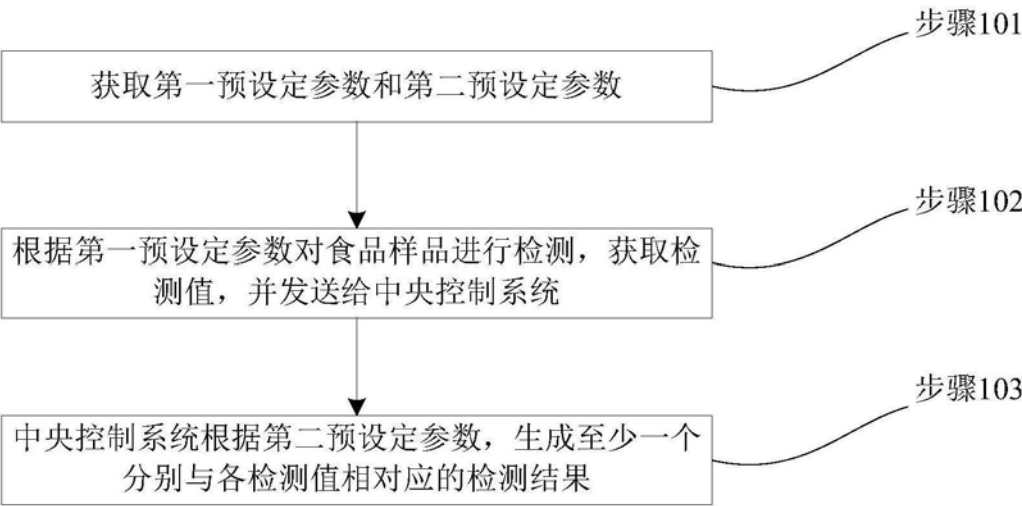 步骤101
获取第一预设定参数和第二预设定参数
步骤102
根据第一预设定参数对食品样品进行检测，获取检
测值，并发送给中央控制系统
步骤103
中央控制系统根据第二预设定参数，生成至少一个
分别与各检测值相对应的检测结果